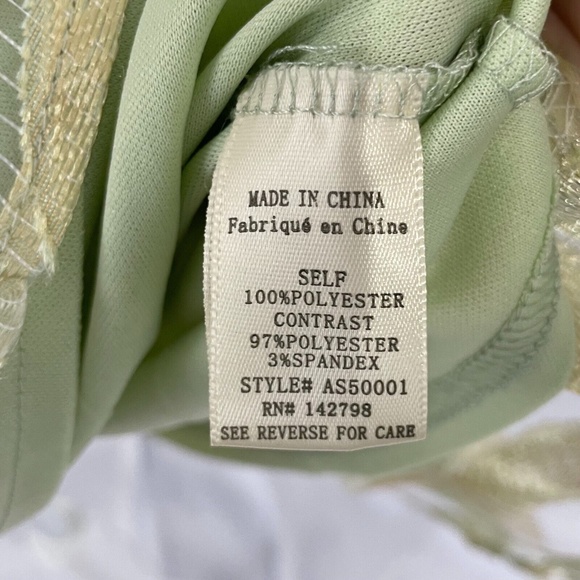 MADE IN CHINA
Fabriqué en Chine
SELF
100%POLYESTER
CONTRAST
97%POLYESTER
3%SPANDEX
STYLE# AS50001
RN# 142798
SEE REVERSE FOR CARE